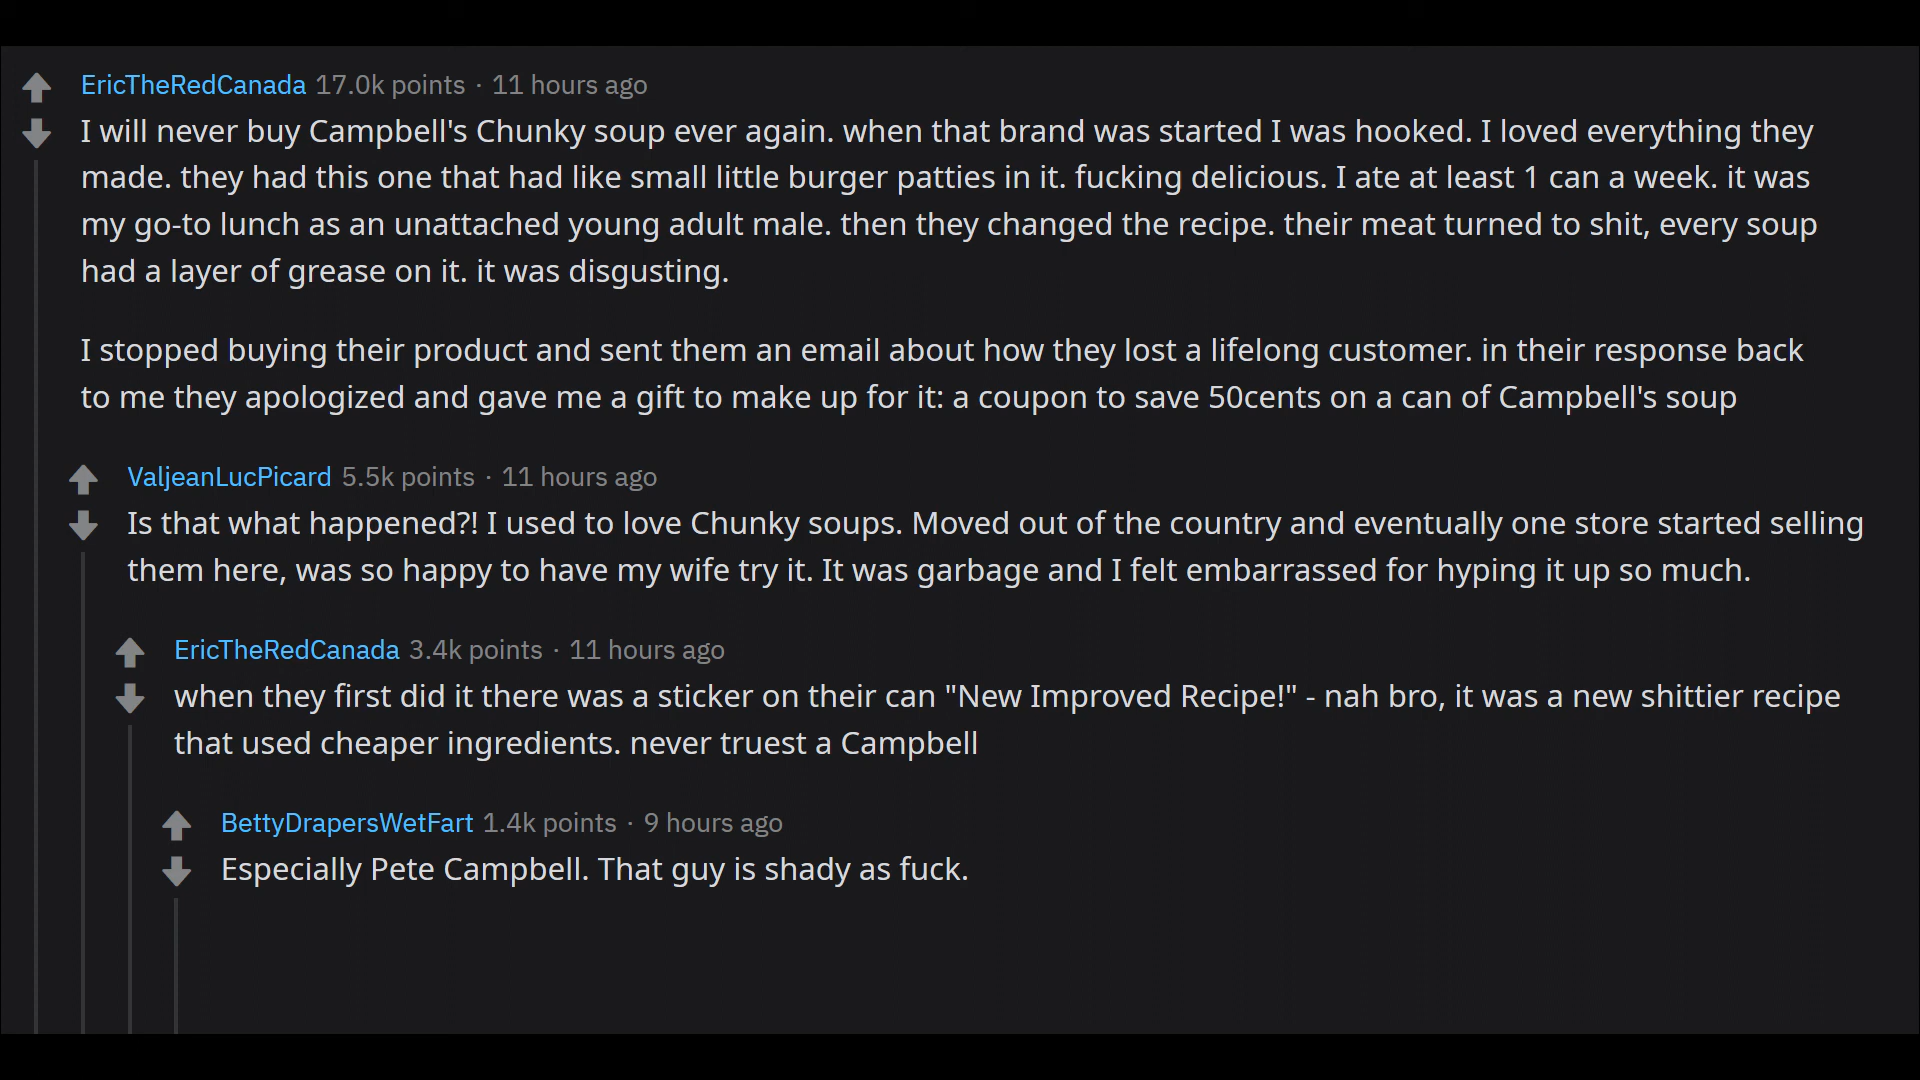 EricTheRedCanada 17.0k points · 11 hours ago
I will never buy Campbell's Chunky soup ever again. when that brand was started I was hooked. I loved everything they
made. they had this one that had like small little burger patties in it. fucking delicious. I ate at least 1 can a week. it was
my go-to lunch as an unattached young adult male. then they changed the recipe. their meat turned to shit, every soup
had a layer of grease on it. it was disgusting.
I stopped buying their product and sent them an email about how they lost a lifelong customer. in their response back
to me they apologized and gave me a gift to make up for it: a coupon to save 50cents on a can of Campbell's soup
ValjeanLucPicard 5.5k points · 11 hours ago
Is that what happened?! I used to love Chunky soups. Moved out of the country and eventually one store started selling
them here, was so happy to have my wife try it. It was garbage and I felt embarrassed for hyping it up so much.
EricTheRedCanada 3.4k points · 11 hours ago
when they first did it there was a sticker on their can "New Improved Recipe!" - nah bro, it was a new shittier recipe
that used cheaper ingredients. never truest a Campbell
BettyDrapersWetFart 1.4k points · 9 hours ago
Especially Pete Campbell. That guy is shady as fuck.